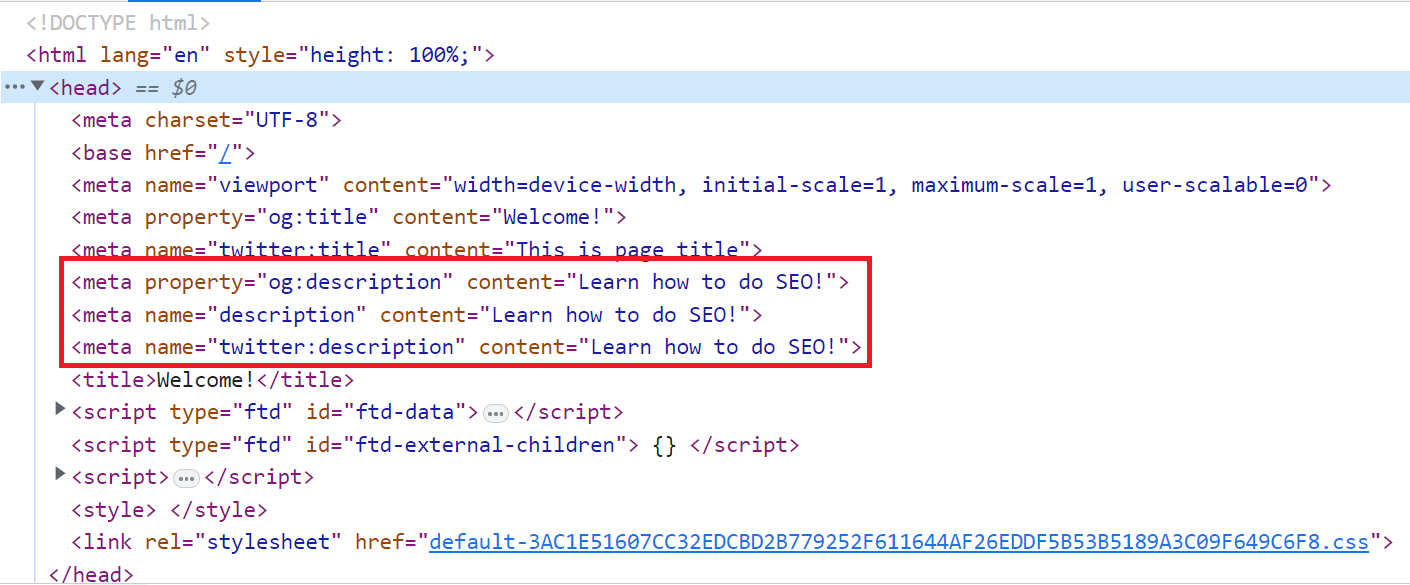 <!DOCTYPE html>
<html lang="en" style="height: 100%;">
••• ▼ <head> == $0
<meta charset="UTF-8">
<base href="/">
<meta name="viewport" content="width=device-width, initial-scale=1, maximum-scale=1, user-scalable=0">
<meta property="og:title" content="Welcome!">
<meta name="twitter:title" content="This is page title">
<meta property="og:description" content="Learn how to do SEO!">
<meta name="description" content="Learn how to do SEO!">
<meta name="twitter:description" content="Learn how to do SEO!">
<title>Welcome!</title>
▶ <script type="ftd" id="ftd-data"> ••• </script>
<script type="ftd" id="ftd-external-children"> {} </script>
▶ <script> ••• </script>
<style> </style>
<link rel="stylesheet" href="default-3AC1E51607CC32EDCBD2B779252F611644AF26EDDF5B53B5189A3C09F649C6F8.css">
</head>